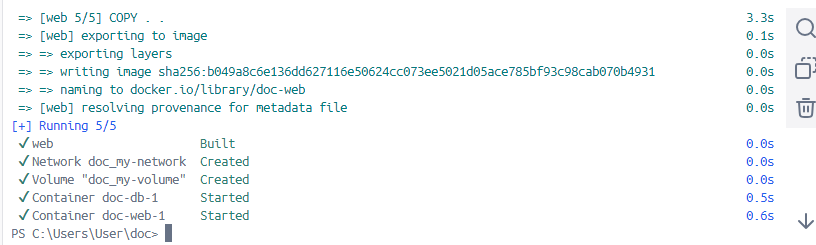 => [web 5/5] COPY . . 3.3s
=> [web] exporting to image 0.1s
=> => exporting layers 0.0s
=> => writing image sha256:b049a8c6e136dd627116e50624cc073ee5021d05ace785bf93c98cab070b4931 0.0s
=> => naming to docker.io/library/doc-web 0.0s
=> [web] resolving provenance for metadata file 0.0s
[+] Running 5/5
✔ web Built 0.0s
✔ Network doc_my-network Created 0.0s
✔ Volume "doc_my-volume" Created 0.0s
✔ Container doc-db-1 Started 0.5s
✔ Container doc-web-1 Started 0.6s
PS C:\Users\User\doc>